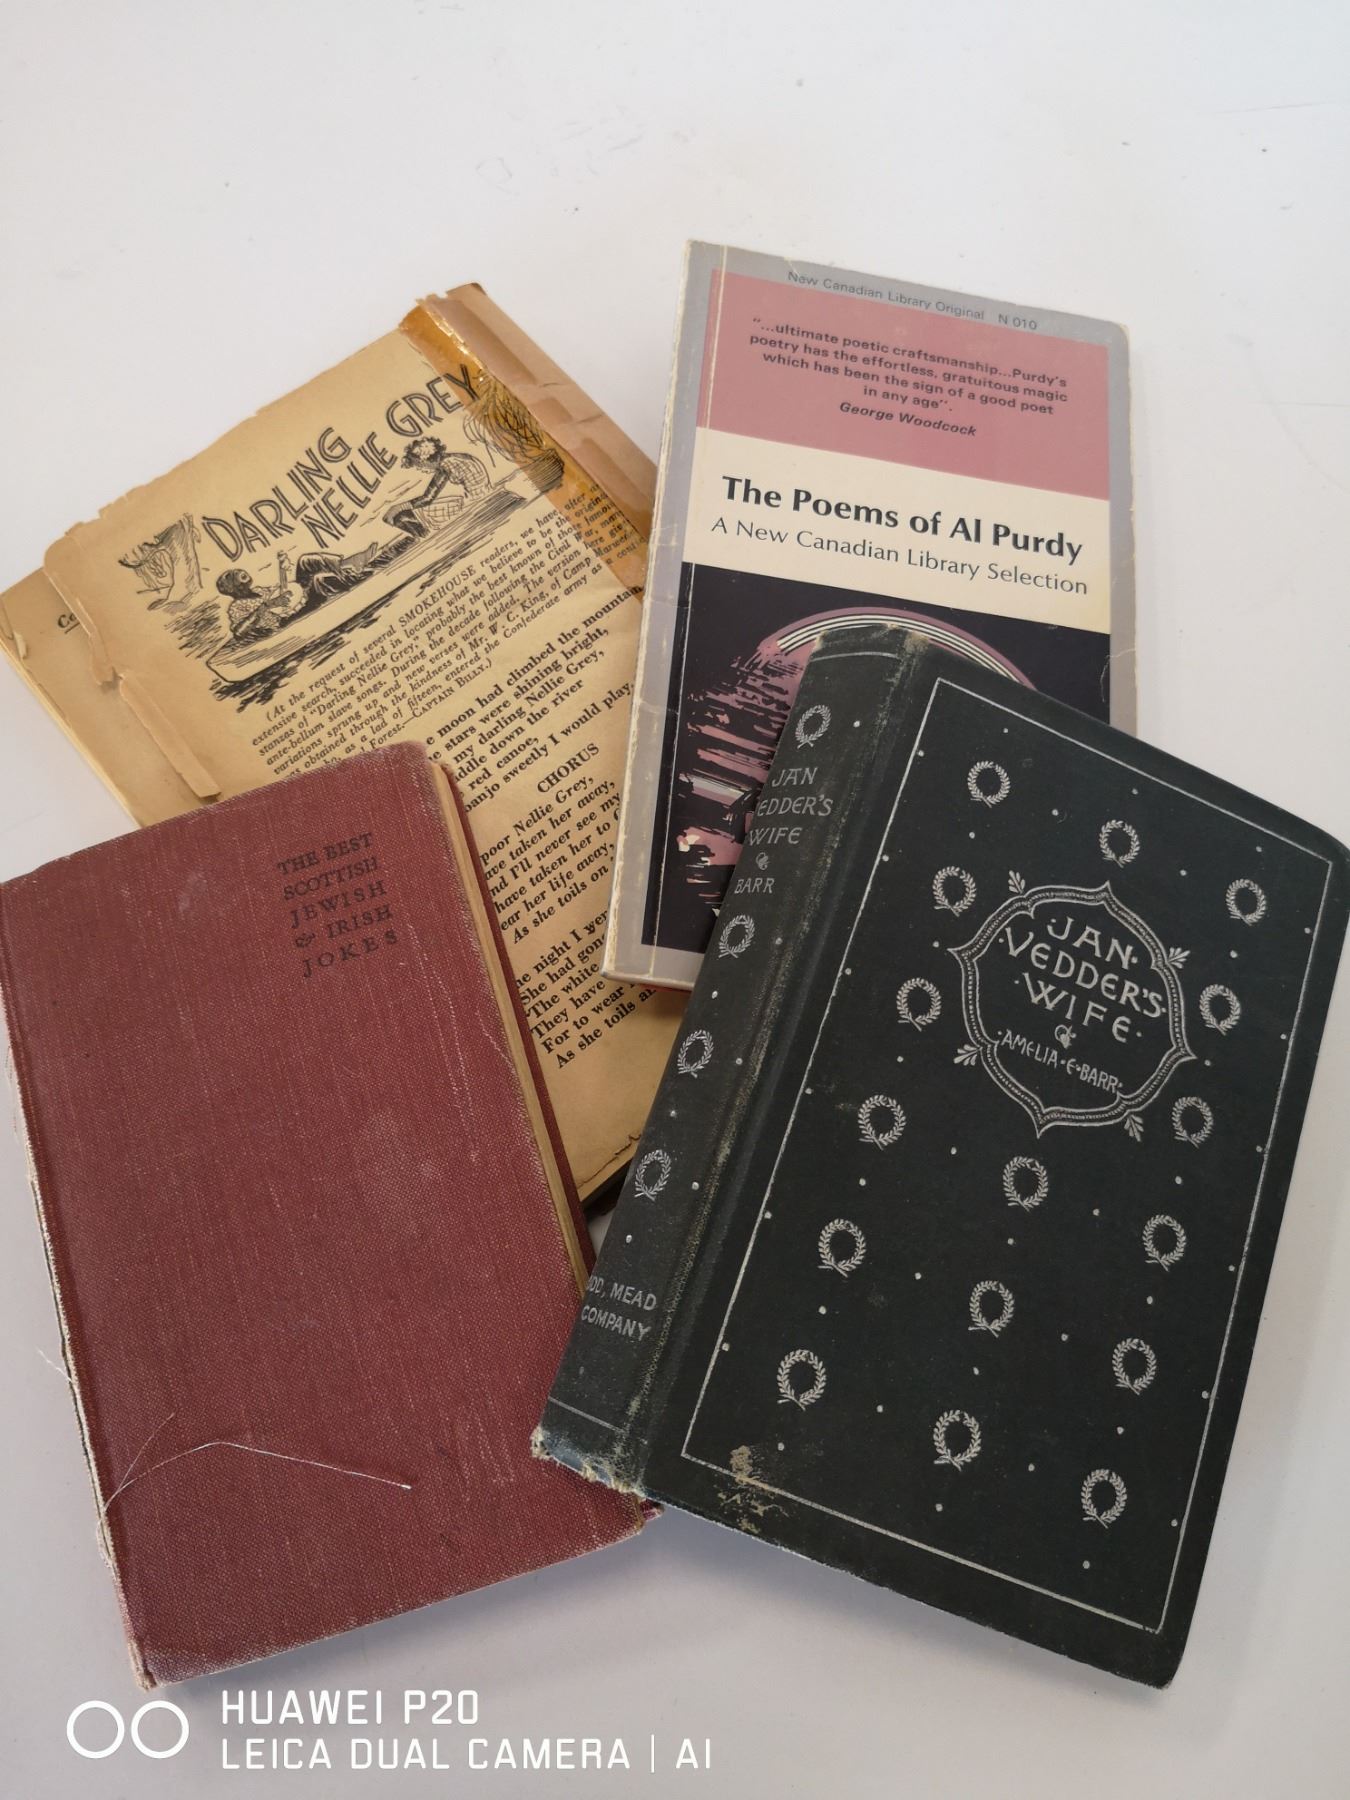 New Canadian Library Original N 010
"...ultimate poetic craftsmanship...Purdy's
poetry has the effortless, gratuitous magic
which has been the sign of a good poet
in any age".
George Woodcock
The Poems of Al Purdy
A New Canadian Library Selection
DARLING
NELLIE GREY
(At the request of several SMOKEHOUSE readers, we have, after an
extensive search, succeeded in locating what we believe to be the original
stanzas of "Darling Nellie Grey," probably the best known of those famous
ante-bellum slave songs. During the decade following the Civil War, many
variations sprung up and new verses were added. The version here
was obtained through the kindness of Mr. W. C. King, of Camp
who, as a lad of fifteen, entered the Confederate army as a
Forest.—CAPTAIN BILLY.)
moon had climbed the mountain
stars were shining bright,
my darling Nellie Grey,
down the river
red canoe,
banjo sweetly I would play.
CHORUS
poor Nellie Grey,
have taken her away,
and I'll never see my
have taken her to
her life away,
As she toils on
night I
She had gone
The white
They have
For to wear
As she toils
THE BEST
SCOTTISH
JEWISH
& IRISH
JOKES
JAN
VEDDER'S
WIFE
BARR
DODD, MEAD
COMPANY
JAN
VEDDER'S
WIFE
AMELIA·E·BARR
HUAWEI P20
LEICA DUAL CAMERA | AI